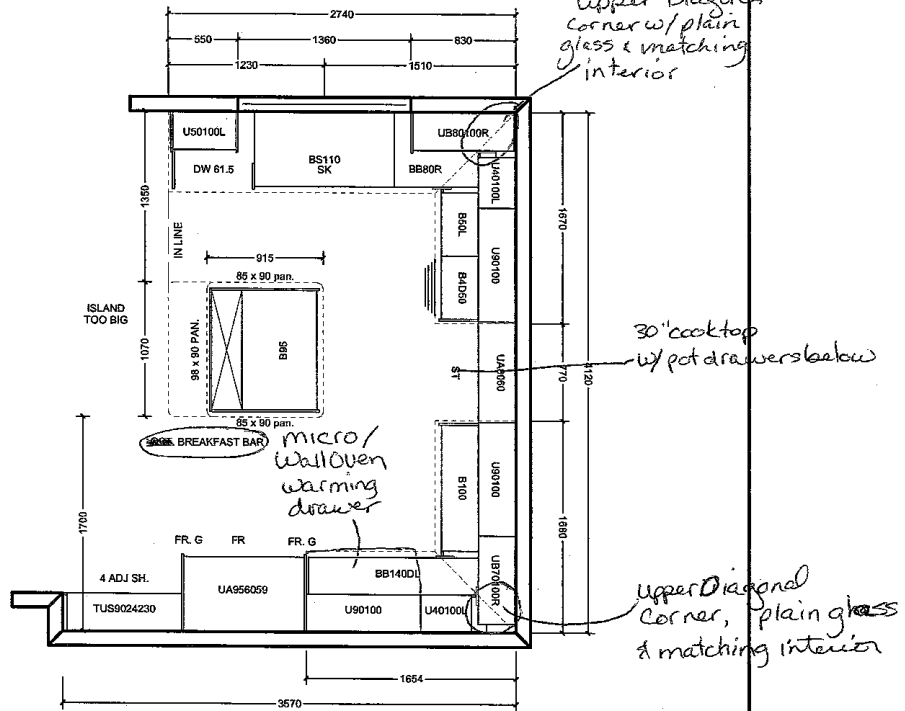 2740
upper Diagonal
corner w/ plain
glass & matching
interior
550
1360
830
1230
1510
U50100L
UB80100R
DW 61.5
BS110
SK
BB80R
U40100L
1350
B50L
1670
IN LINE
U90100
915
85 x 90 pan.
B4D50
ISLAND
TOO BIG
98 x 90 PAN.
1070
B95
30" cooktop
w/ pot drawers below
ST
UA8060
770
4120
85 x 90 pan.
BREAKFAST BAR
micro/
Wall Oven
warming
drawer
B100
U90100
1700
1680
FR. G
FR
FR. G
4 ADJ SH.
BB140DL
UB70100R
UA956059
TUS9024230
U90100
U40100L
upper Diagonal
corner, plain glass
& matching interior
1654
3570